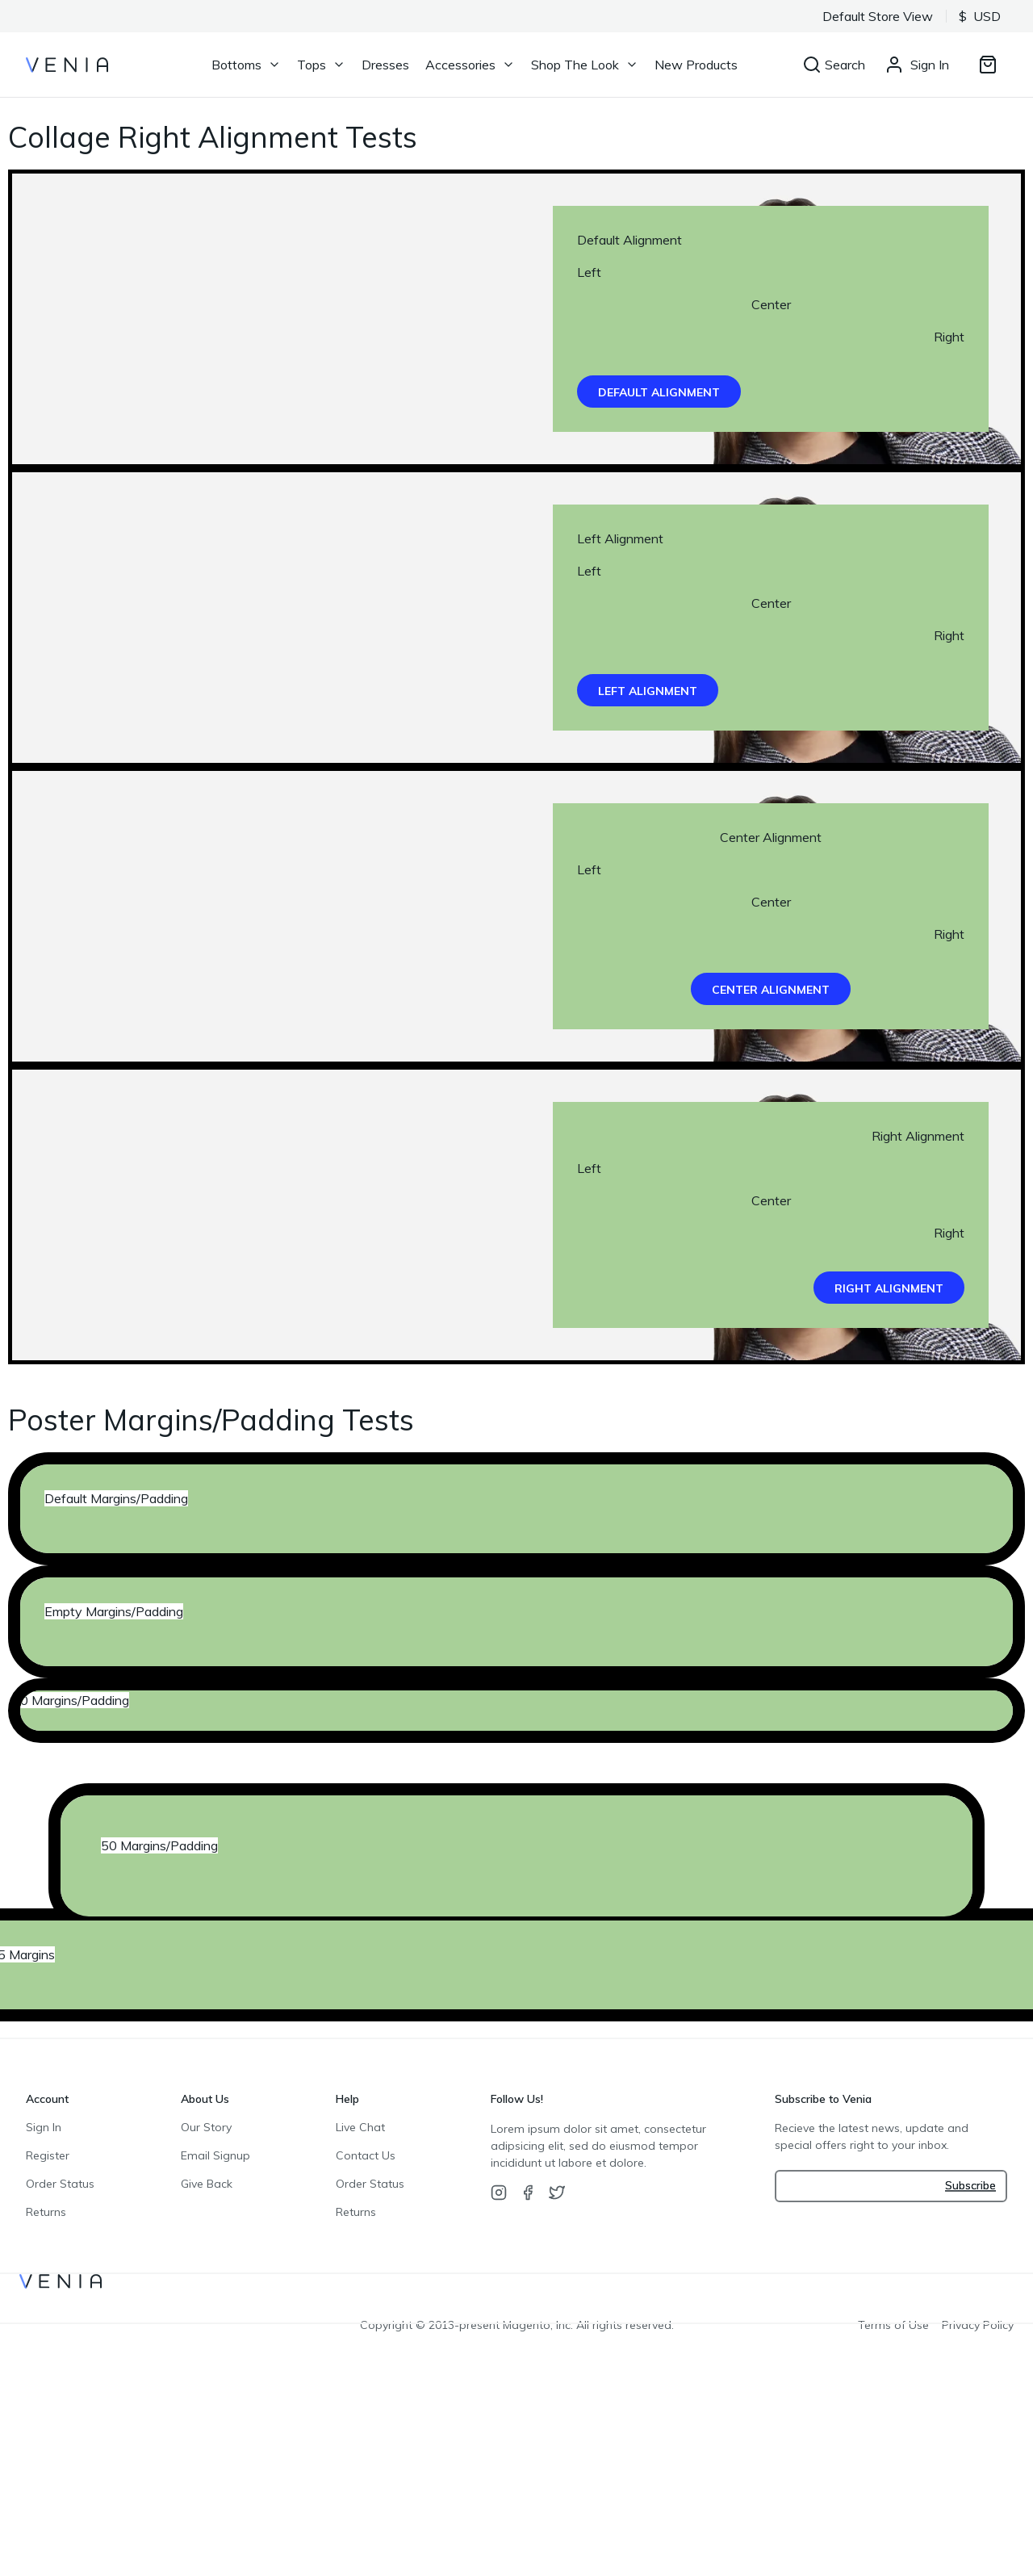 Default Store View
$ USD
VENIA
Bottoms
Tops
Dresses
Accessories
Shop The Look
New Products
Search
Sign In
Collage Right Alignment Tests
Default Alignment
Left
Center
Right
DEFAULT ALIGNMENT
Left Alignment
Left
Center
Right
LEFT ALIGNMENT
Center Alignment
Left
Center
Right
CENTER ALIGNMENT
Right Alignment
Left
Center
Right
RIGHT ALIGNMENT
Poster Margins/Padding Tests
Default Margins/Padding
Empty Margins/Padding
0 Margins/Padding
50 Margins/Padding
5 Margins
Account
Sign In
Register
Order Status
Returns
About Us
Our Story
Email Signup
Give Back
Help
Live Chat
Contact Us
Order Status
Returns
Follow Us!
Lorem ipsum dolor sit amet, consectetur
adipsicing elit, sed do eiusmod tempor
incididunt ut labore et dolore.
Subscribe to Venia
Recieve the latest news, update and
special offers right to your inbox.
Subscribe
VENIA
Copyright © 2013-present Magento, Inc. All rights reserved.
Terms of Use
Privacy Policy